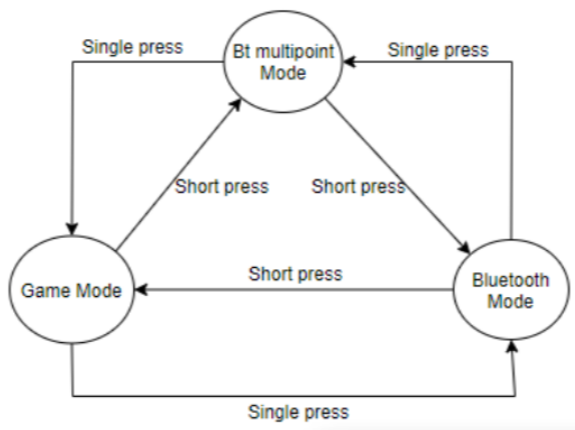 Single press
Bt multipoint
Mode
Single press
Short press
Short press
Game Mode
Short press
Bluetooth
Mode
Single press